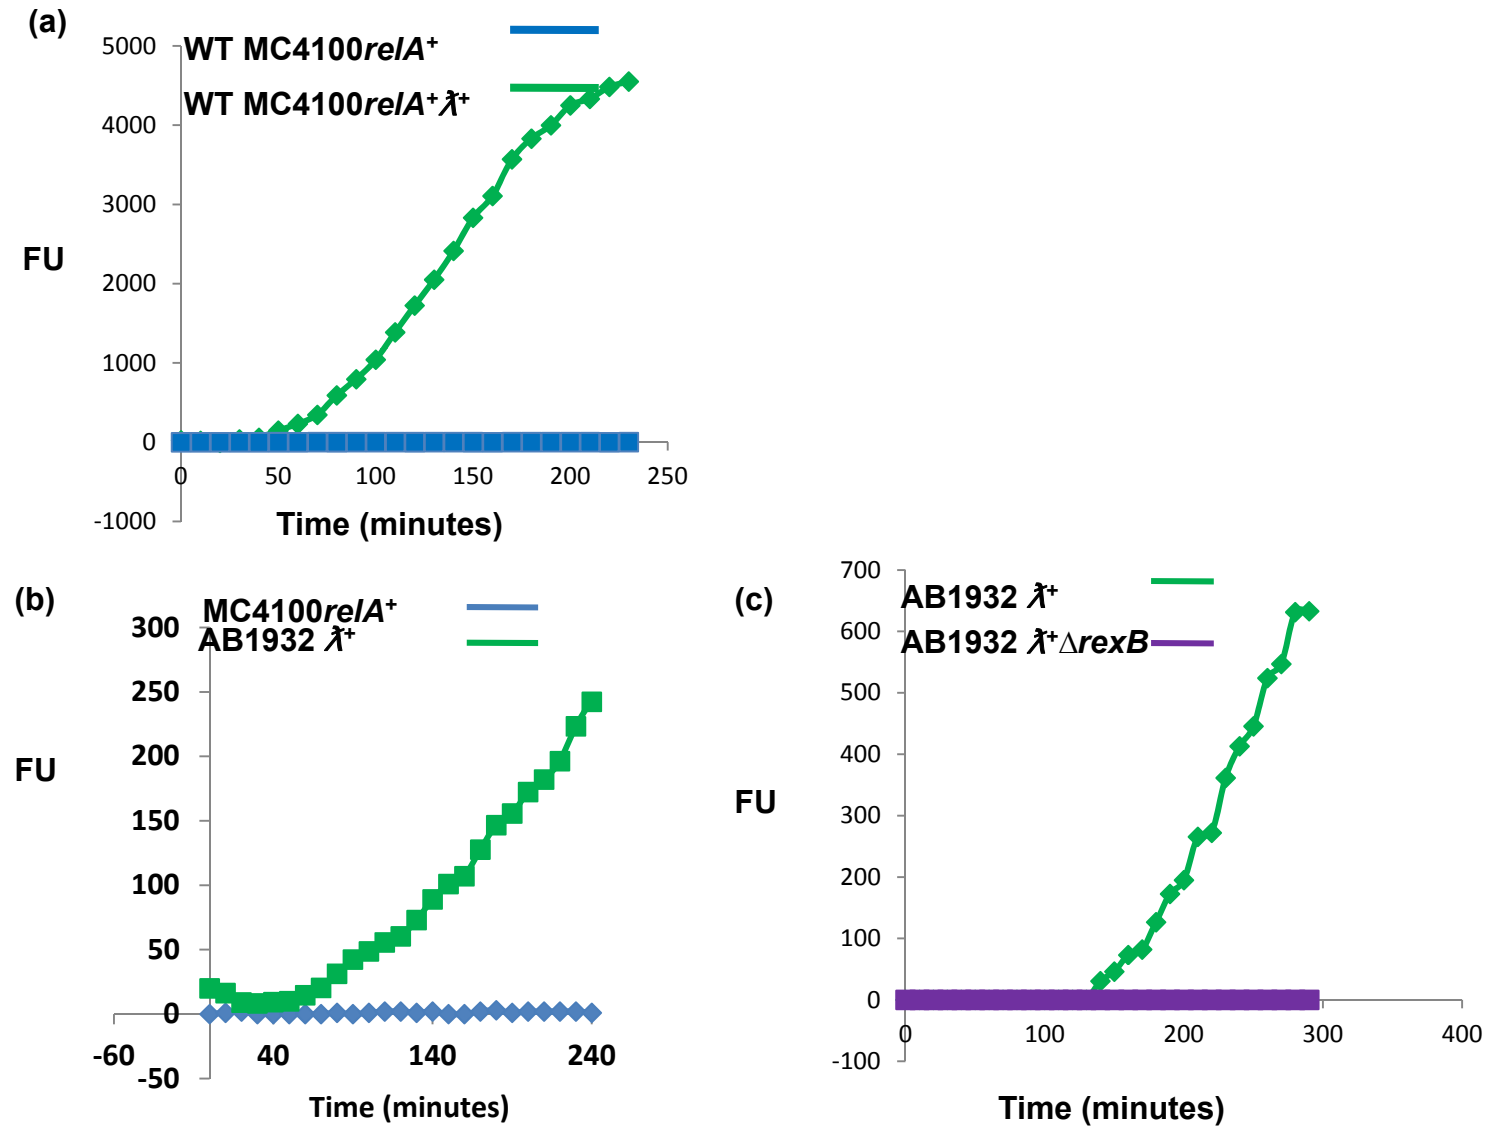 (a)
5000
WT MC4100relA⁺
WT MC4100relA⁺ƛ⁺
4000
3000
FU
2000
1000
0
0 50 100 150 200 250
-1000
Time (minutes)
(b)
MC4100relA⁺
300
AB1932 ƛ⁺
250
200
FU
150
100
50
0
-60 40 140 240
-50
Time (minutes)
(c)
700
AB1932 ƛ⁺
600
AB1932 ƛ⁺∆rexB
500
400
FU
300
200
100
0
0 100 200 300 400
-100
Time (minutes)